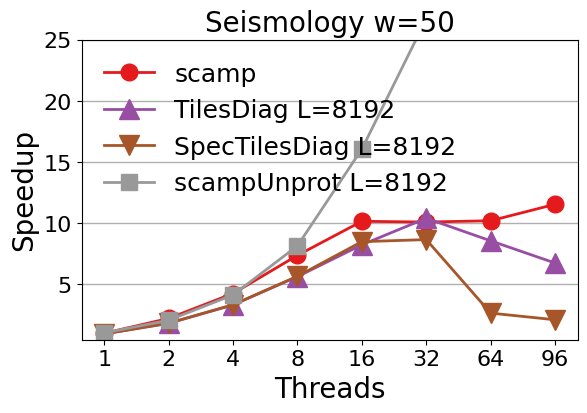 Seismology w=50
25
20
15
10
5
Speedup
scamp
TilesDiag L=8192
SpecTilesDiag L=8192
scampUnprot L=8192
1 2 4 8 16 32 64 96
Threads